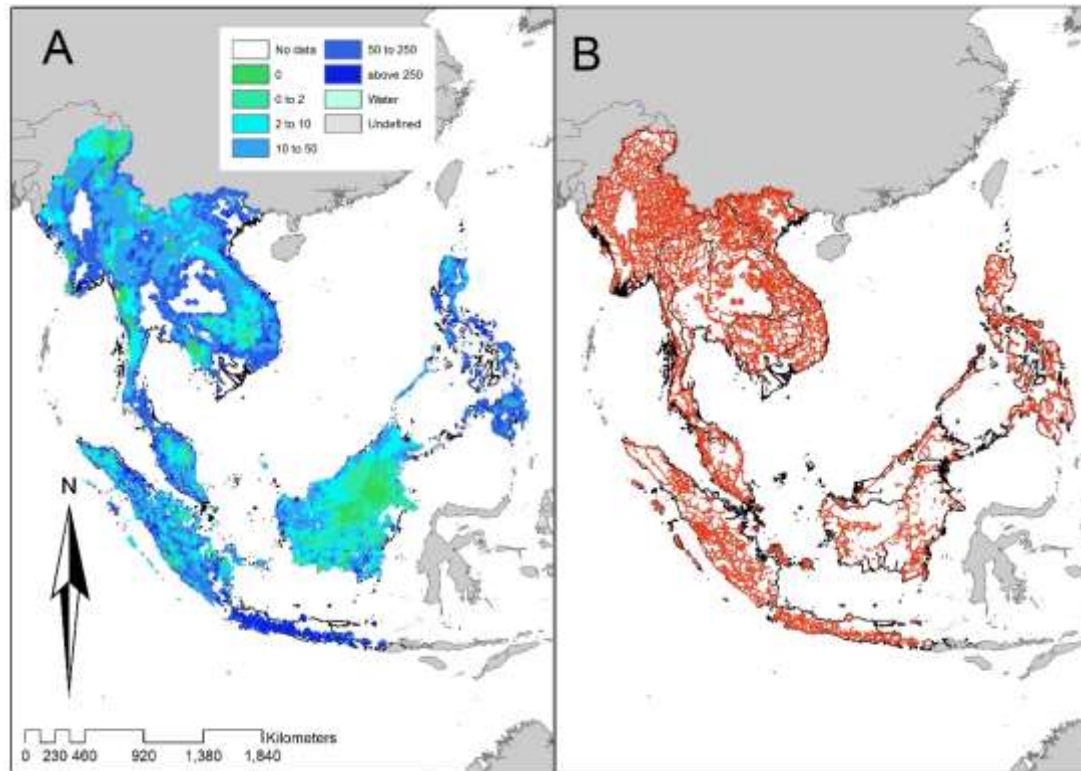 A
No data
0
0 to 2
2 to 10
10 to 50
50 to 250
above 250
Water
Undefined
N
Kilometers
0 230 460 920 1,380 1,840
B